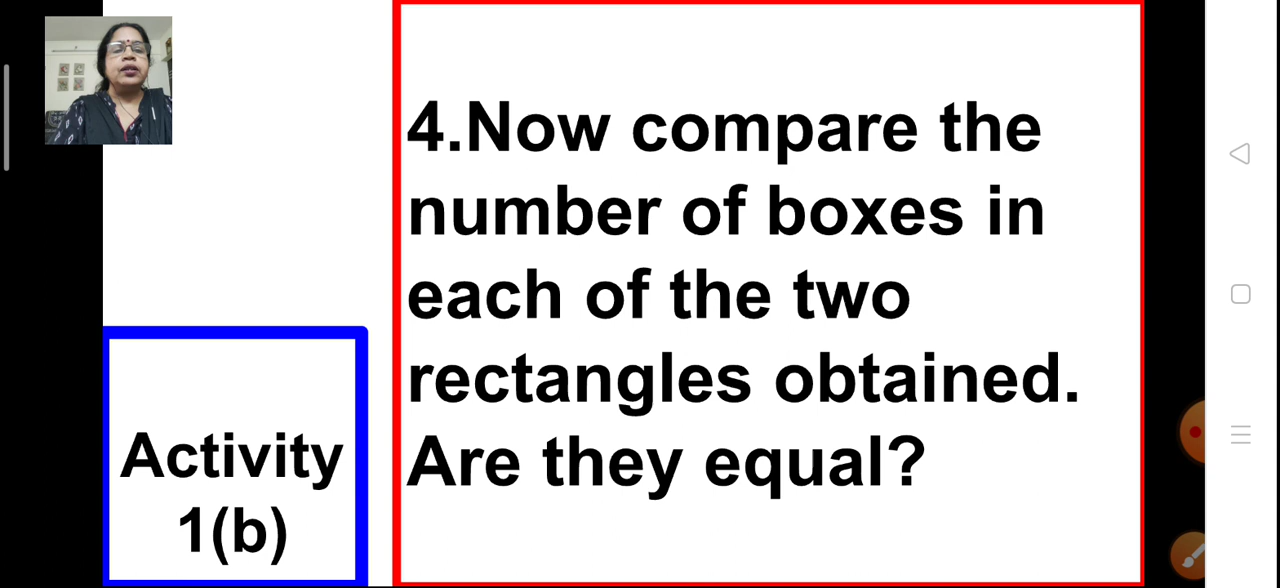 4.Now compare the
number of boxes in
each of the two
rectangles obtained.
Are they equal?
Activity
1(b)